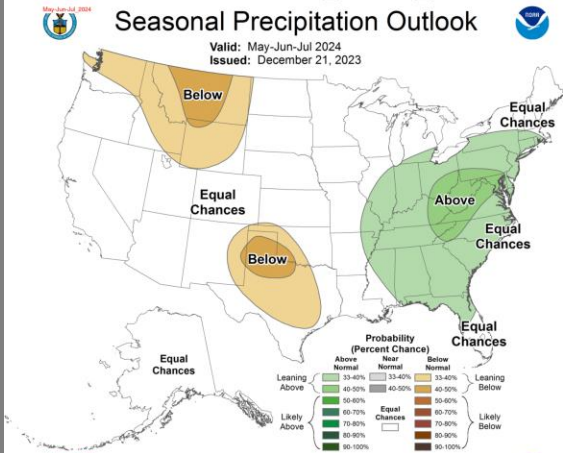 May-Jun-Jul 2024
Seasonal Precipitation Outlook
NOAA
Valid: May-Jun-Jul 2024
Issued: December 21, 2023
Below
Equal
Chances
Above
Equal
Chances
Equal
Chances
Below
Equal
Chances
Equal
Chances
Probability
(Percent Chance)
Above
Normal
Near
Normal
Below
Normal
Leaning
Above
33-40%
33-40%
33-40%
Leaning
Below
40-50%
40-50%
40-50%
Likely
Above
50-60%
50-60%
60-70%
Equal
Chances
60-70%
Likely
Below
70-80%
70-80%
80-90%
80-90%
90-100%
90-100%